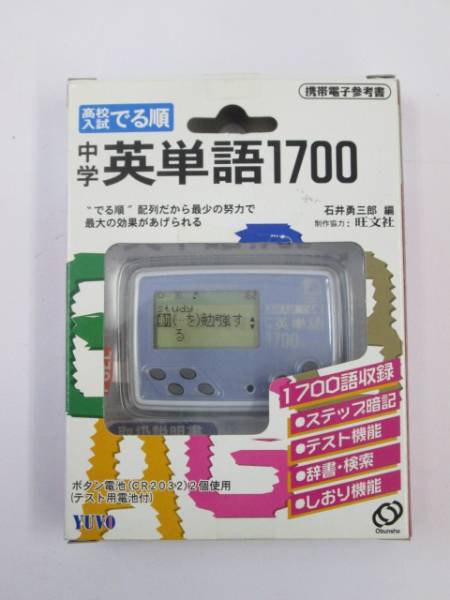 携帯電子参考書
高校入試 でる順
中学 英単語1700
"でる順"配列だから最少の努力で
最大の効果があげられる
石井勇三郎 編
制作協力:旺文社
study
動(…を)勉強す
る
英単語
1700
1700語収録
●ステップ暗記
●テスト機能
●辞書・検索
●しおり機能
取扱説明書
ボタン電池(CR2032)2個使用
(テスト用電池付)
YUVO
Obunsha